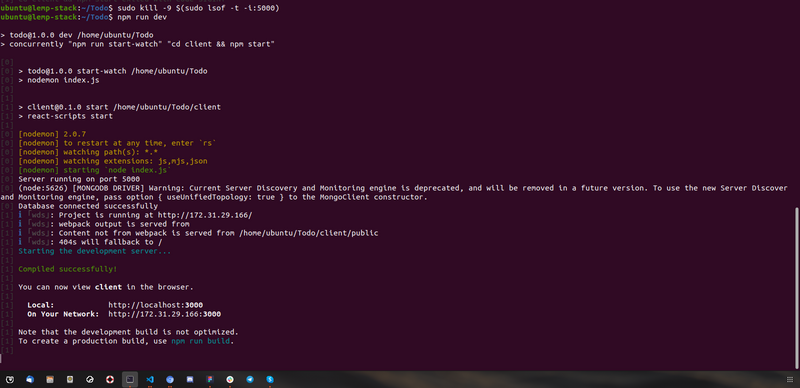 ubuntu@lemp-stack:~/Todo$ sudo kill -9 $(sudo lsof -t -i:5000)
ubuntu@lemp-stack:~/Todo$ npm run dev
> todo@1.0.0 dev /home/ubuntu/Todo
> concurrently "npm run start-watch" "cd client && npm start"
[0]
[0] > todo@1.0.0 start-watch /home/ubuntu/Todo
[0] > nodemon index.js
[0]
[1]
[1] > client@0.1.0 start /home/ubuntu/Todo/client
[1] > react-scripts start
[0] [nodemon] 2.0.7
[0] [nodemon] to restart at any time, enter `rs`
[0] [nodemon] watching path(s): *.*
[0] [nodemon] watching extensions: js,mjs,json
[0] [nodemon] starting `node index.js`
[0] Server running on port 5000
[0] (node:5626) [MONGODB DRIVER] Warning: Current Server Discovery and Monitoring engine is deprecated, and will be removed in a future version. To use the new Server Discover
and Monitoring engine, pass option { useUnifiedTopology: true } to the MongoClient constructor.
[0] Database connected successfully
[1] ℹ 「wds」: Project is running at http://172.31.29.166/
[1] ℹ 「wds」: webpack output is served from
[1] ℹ 「wds」: Content not from webpack is served from /home/ubuntu/Todo/client/public
[1] ℹ 「wds」: 404s will fallback to /
[1] Starting the development server...
[1]
[1] Compiled successfully!
[1]
[1] You can now view client in the browser.
[1]
[1]   Local:            http://localhost:3000
[1]   On Your Network:  http://172.31.29.166:3000
[1]
[1] Note that the development build is not optimized.
[1] To create a production build, use npm run build.
[1]